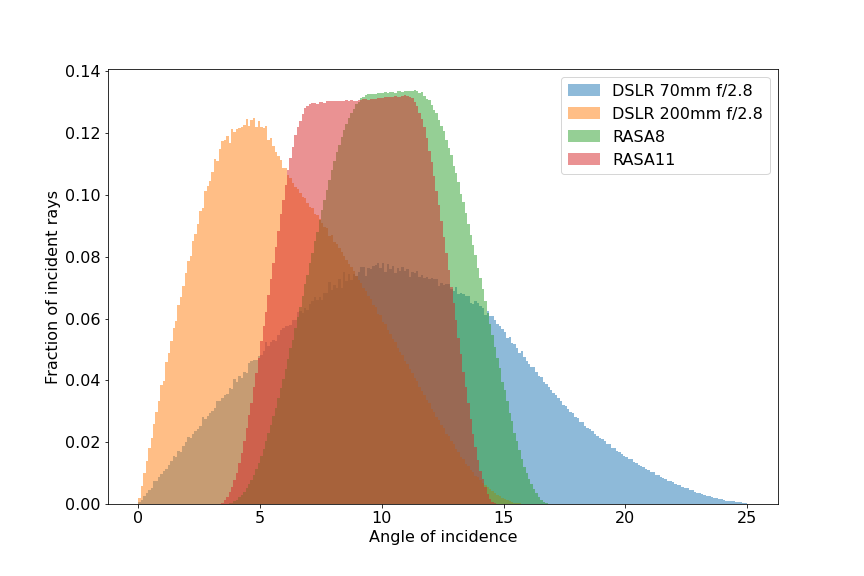 0.14
0.12
0.10
0.08
0.06
0.04
0.02
0.00
Fraction of incident rays
DSLR 70mm f/2.8
DSLR 200mm f/2.8
RASA8
RASA11
0 5 10 15 20 25
Angle of incidence